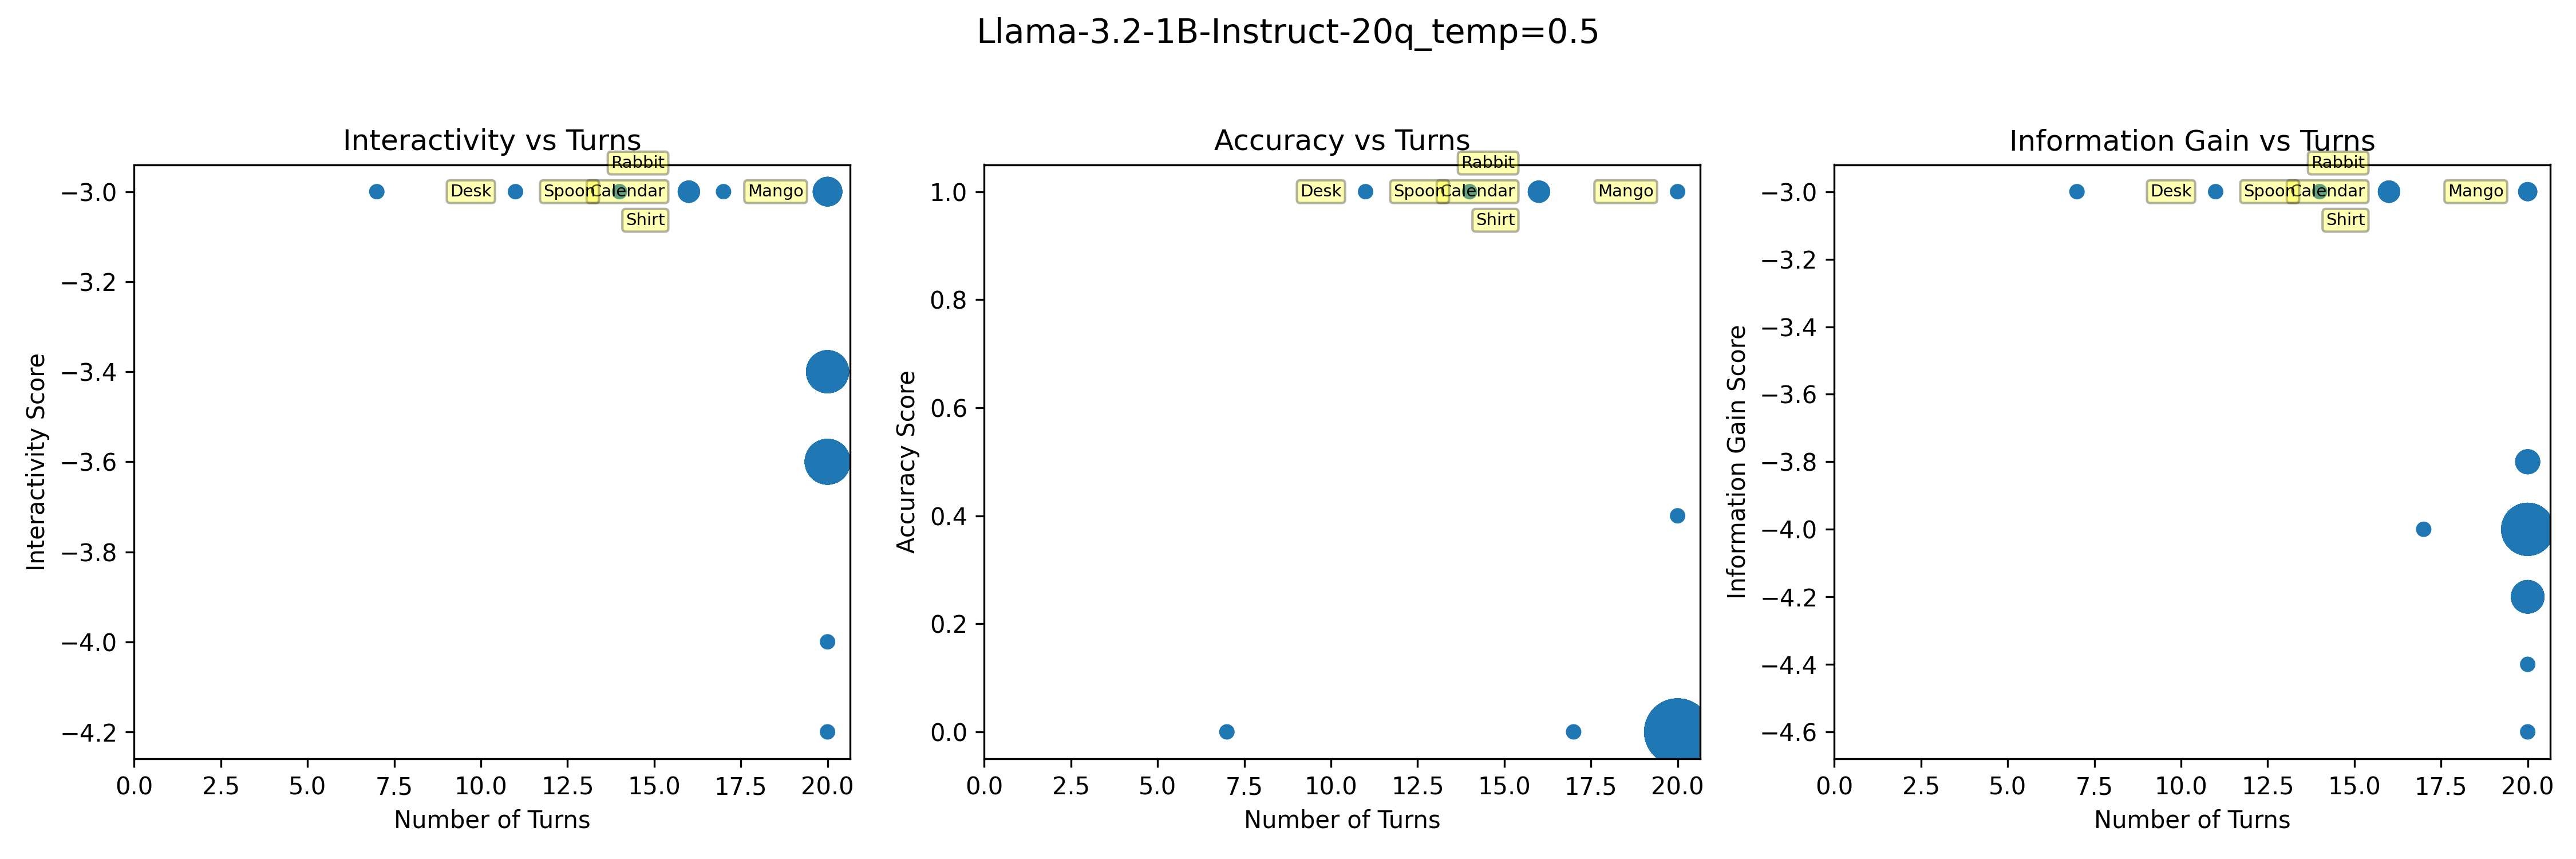 Llama-3.2-1B-Instruct-20q_temp=0.5
Interactivity vs Turns
Interactivity Score
−3.0
−3.2
−3.4
−3.6
−3.8
−4.0
−4.2
Desk
Spoon
Rabbit
Calendar
Shirt
Mango
0.0 2.5 5.0 7.5 10.0 12.5 15.0 17.5 20.0
Number of Turns
Accuracy vs Turns
Accuracy Score
1.0
0.8
0.6
0.4
0.2
0.0
Desk
Spoon
Rabbit
Calendar
Shirt
Mango
0.0 2.5 5.0 7.5 10.0 12.5 15.0 17.5 20.0
Number of Turns
Information Gain vs Turns
Information Gain Score
−3.0
−3.2
−3.4
−3.6
−3.8
−4.0
−4.2
−4.4
−4.6
Desk
Spoon
Rabbit
Calendar
Shirt
Mango
0.0 2.5 5.0 7.5 10.0 12.5 15.0 17.5 20.0
Number of Turns